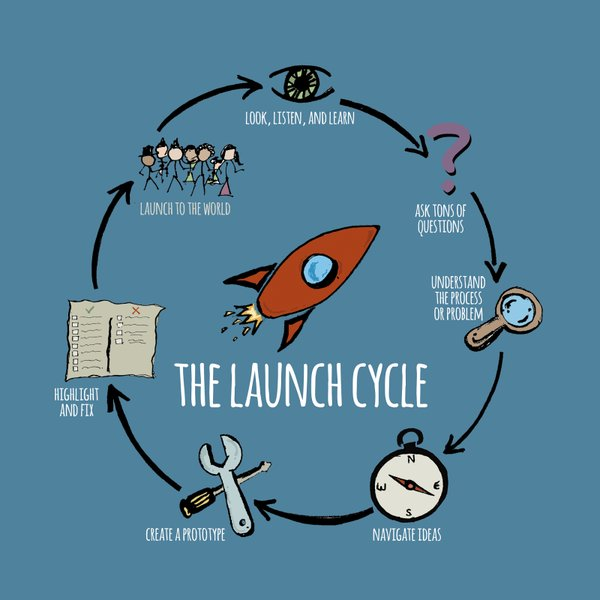 LOOK, LISTEN, AND LEARN
ASK TONS OF
QUESTIONS
UNDERSTAND
THE PROCESS
OR PROBLEM
N
E
S
W
NAVIGATE IDEAS
CREATE A PROTOTYPE
HIGHLIGHT
AND FIX
LAUNCH TO THE WORLD
THE LAUNCH CYCLE